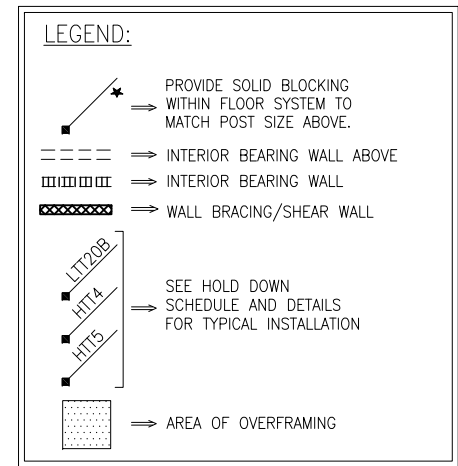 LEGEND:
PROVIDE SOLID BLOCKING
WITHIN FLOOR SYSTEM TO
MATCH POST SIZE ABOVE.
INTERIOR BEARING WALL ABOVE
INTERIOR BEARING WALL
WALL BRACING/SHEAR WALL
LTT20B
HTT4
HTT5
SEE HOLD DOWN
SCHEDULE AND DETAILS
FOR TYPICAL INSTALLATION
AREA OF OVERFRAMING